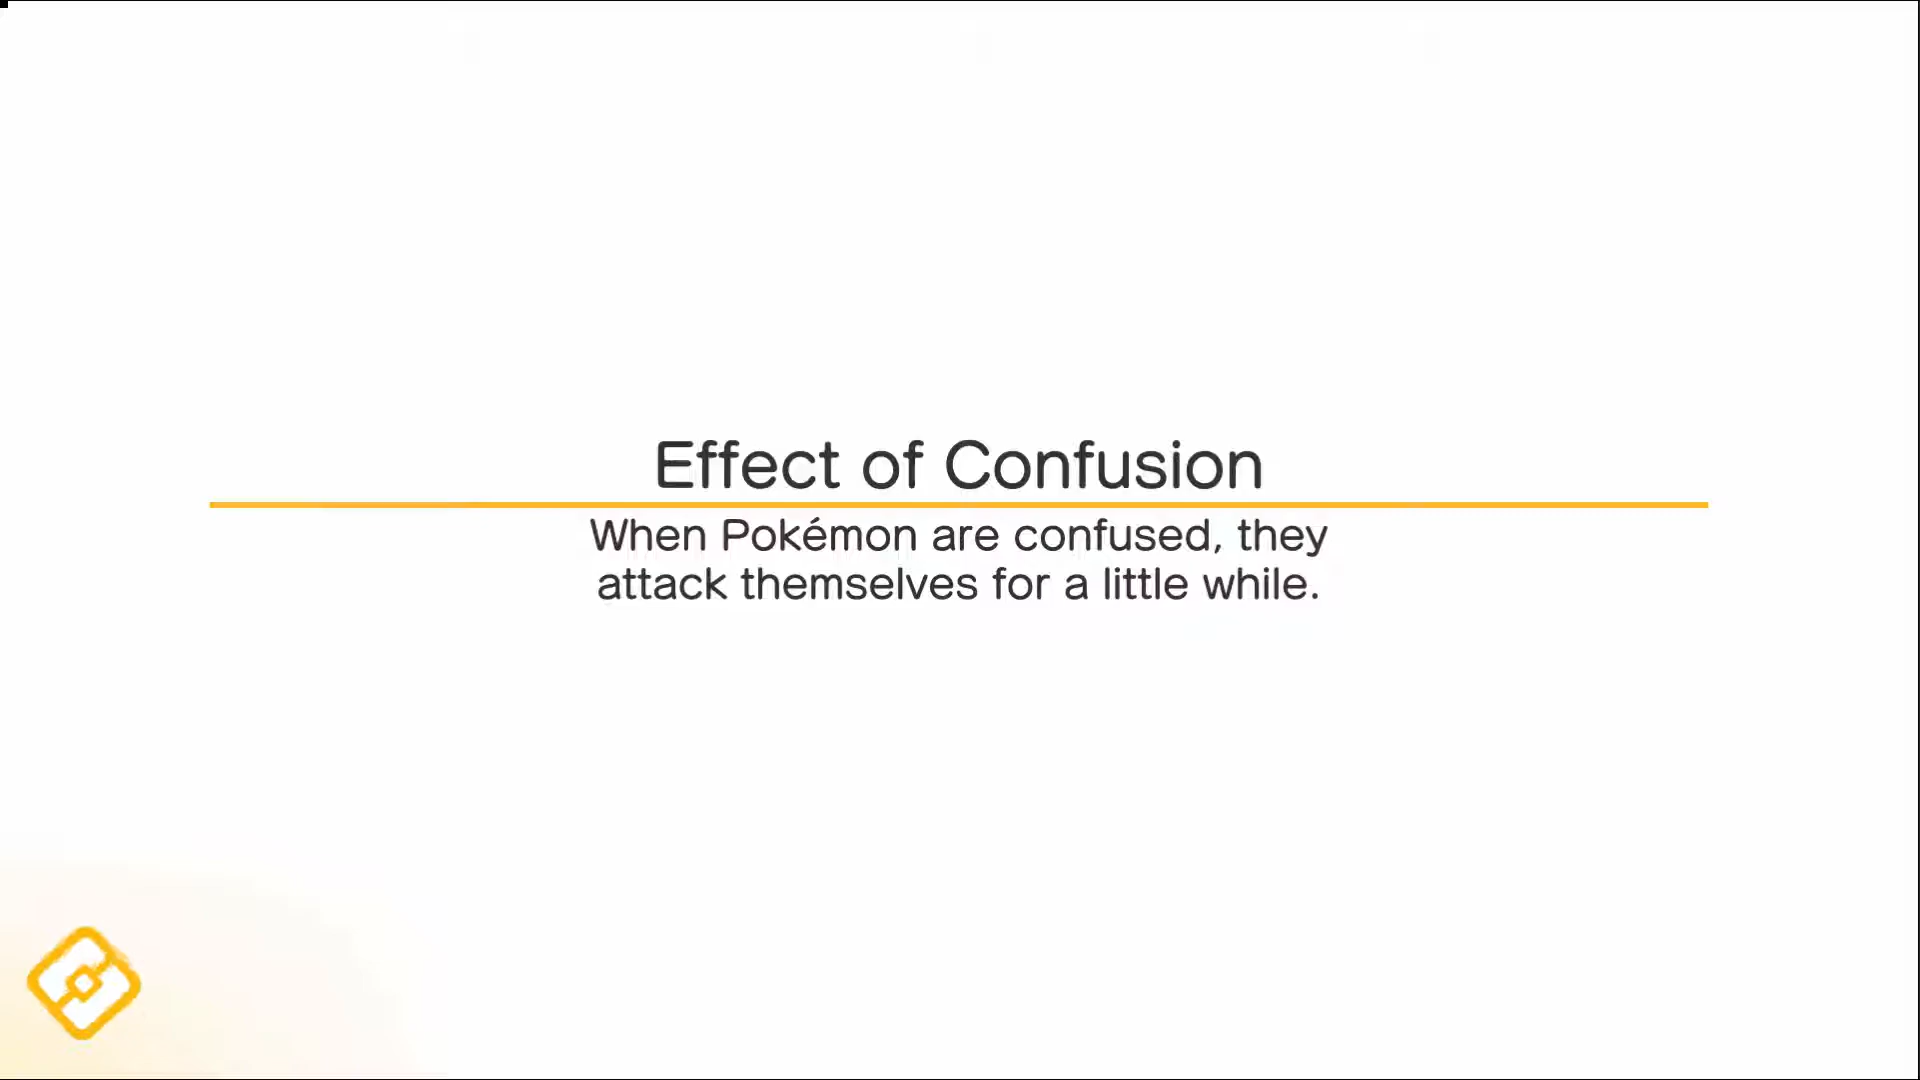 Effect of Confusion
When Pokémon are confused, they
attack themselves for a little while.